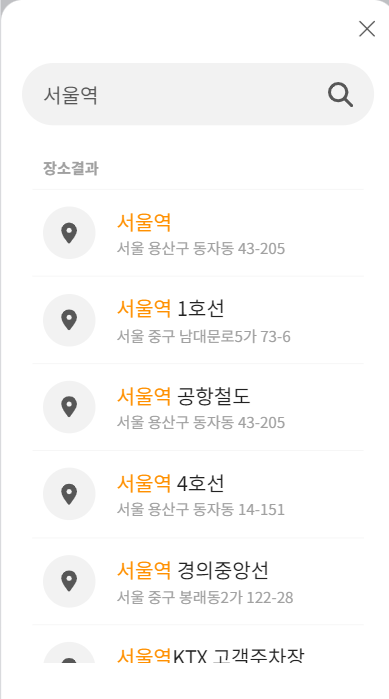 서울역
장소결과
서울역
서울 용산구 동자동 43-205
서울역 1호선
서울 중구 남대문로5가 73-6
서울역 공항철도
서울 용산구 동자동 43-205
서울역 4호선
서울 용산구 동자동 14-151
서울역 경의중앙선
서울 중구 봉래동2가 122-28
서울역KTX 고객주차장